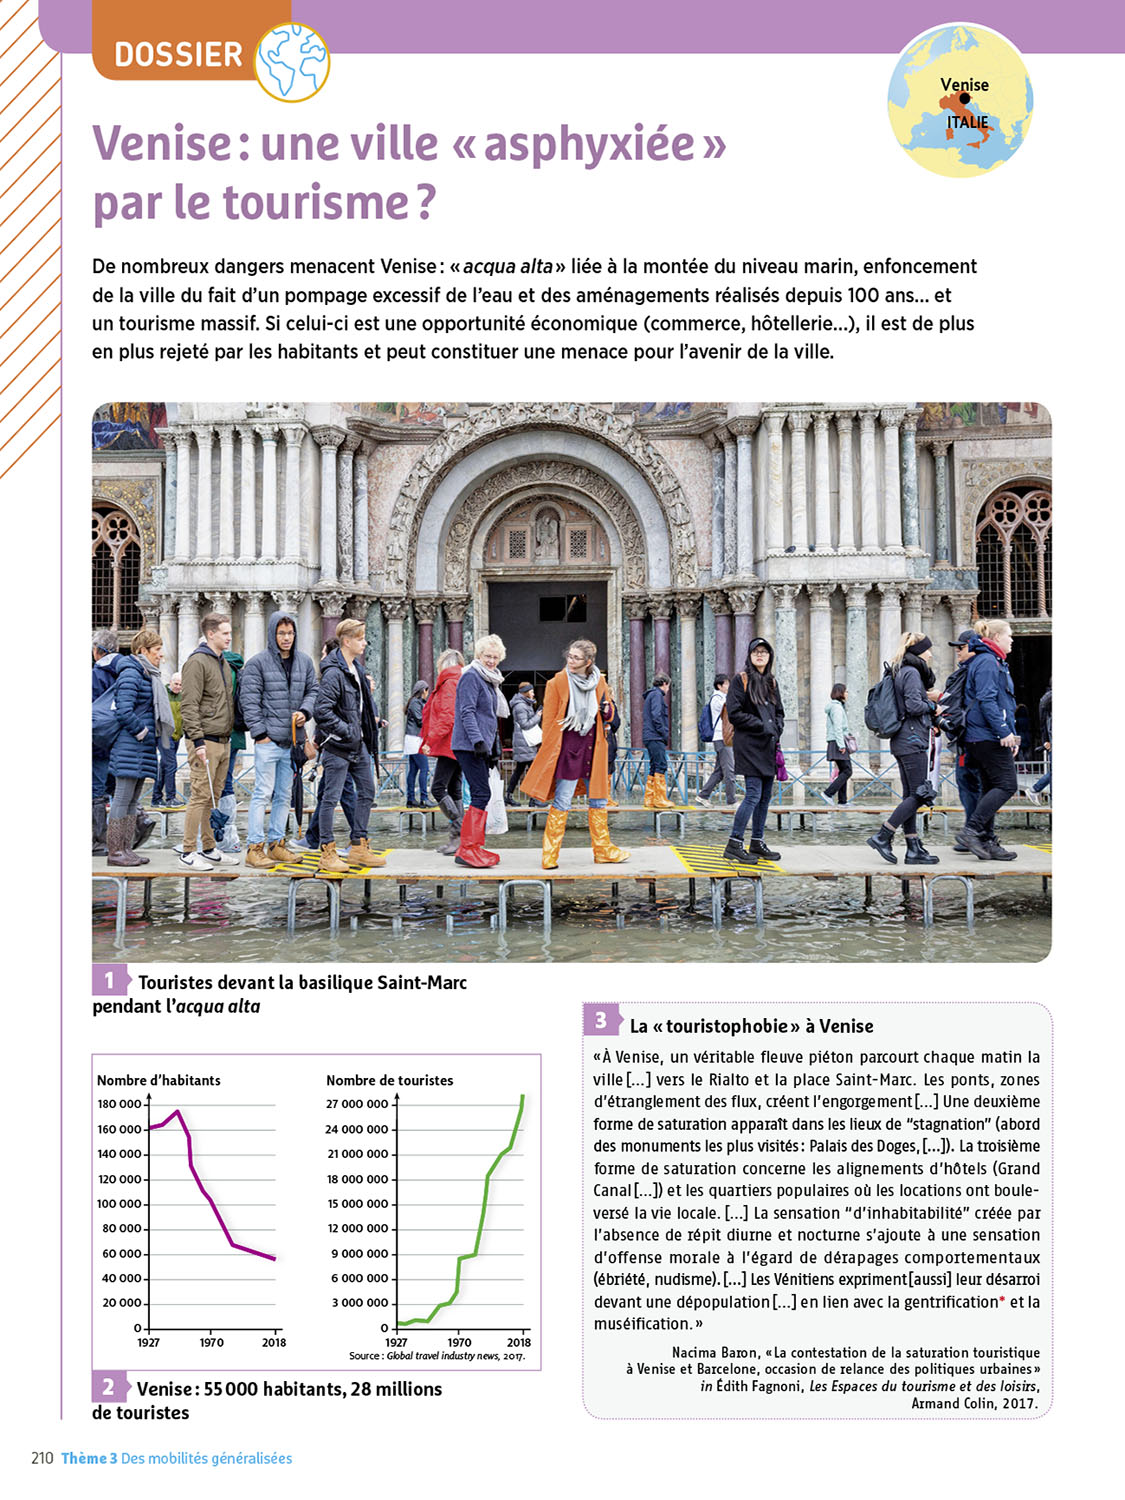 DOSSIER
Venise
ITALIE
Venise : une ville « asphyxiée »
par le tourisme ?
De nombreux dangers menacent Venise : « acqua alta » liée à la montée du niveau marin, enfoncement
de la ville du fait d’un pompage excessif de l’eau et des aménagements réalisés depuis 100 ans... et
un tourisme massif. Si celui-ci est une opportunité économique (commerce, hôtellerie...), il est de plus
en plus rejeté par les habitants et peut constituer une menace pour l’avenir de la ville.
1 Touristes devant la basilique Saint-Marc
pendant l’acqua alta
Nombre d’habitants
180 000
160 000
140 000
120 000
100 000
80 000
60 000
40 000
20 000
0
1927 1970 2018
Nombre de touristes
27 000 000
24 000 000
21 000 000
18 000 000
15 000 000
12 000 000
9 000 000
6 000 000
3 000 000
0
1927 1970 2018
Source : Global travel industry news, 2017.
2 Venise : 55 000 habitants, 28 millions
de touristes
3 La « touristophobie » à Venise
« À Venise, un véritable fleuve piéton parcourt chaque matin la
ville [...] vers le Rialto et la place Saint-Marc. Les ponts, zones
d’étranglement des flux, créent l’engorgement [...] Une deuxième
forme de saturation apparaît dans les lieux de “stagnation” (abord
des monuments les plus visités : Palais des Doges, [...]). La troisième
forme de saturation concerne les alignements d’hôtels (Grand
Canal [...]) et les quartiers populaires où les locations ont boule-
versé la vie locale. [...] La sensation “d’inhabitabilité” créée par
l’absence de répit diurne et nocturne s’ajoute à une sensation
d’offense morale à l’égard de dérapages comportementaux
(ébriété, nudisme). [...] Les Vénitiens expriment [aussi] leur désarroi
devant une dépopulation [...] en lien avec la gentrification* et la
muséification. »
Nacima Baron, « La contestation de la saturation touristique
à Venise et Barcelone, occasion de relance des politiques urbaines »
in Édith Fagnoni, Les Espaces du tourisme et des loisirs,
Armand Colin, 2017.
210 Thème 3 Des mobilités généralisées